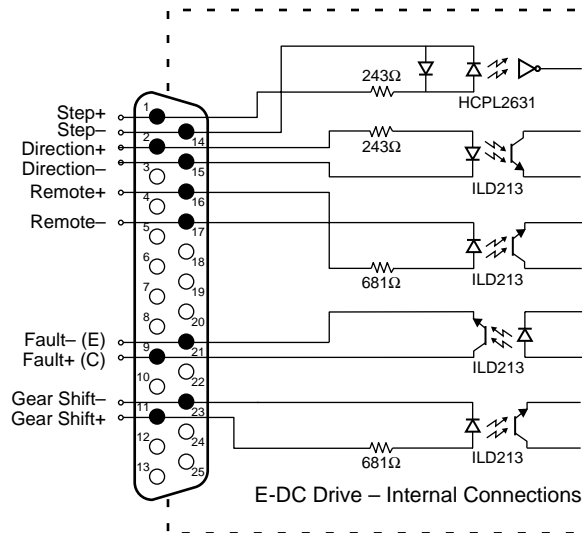 243Ω
HCPL2631
Step+
Step–
Direction+
Direction–
Remote+
Remote–
Fault– (E)
Fault+ (C)
Gear Shift–
Gear Shift+
1
14
2
15
3
16
4
17
5
18
6
19
7
20
8
21
9
22
10
23
11
24
12
25
13
243Ω
ILD213
681Ω
ILD213
ILD213
681Ω
ILD213
E-DC Drive – Internal Connections